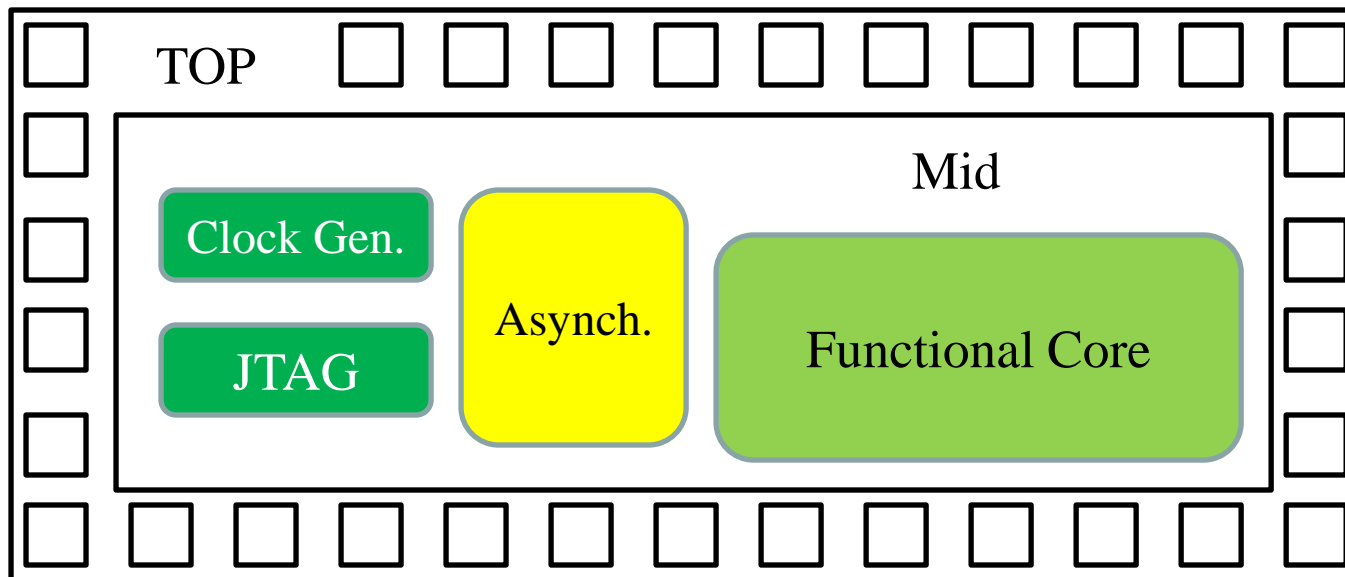 TOP
Mid
Clock Gen.
Asynch.
Functional Core
JTAG